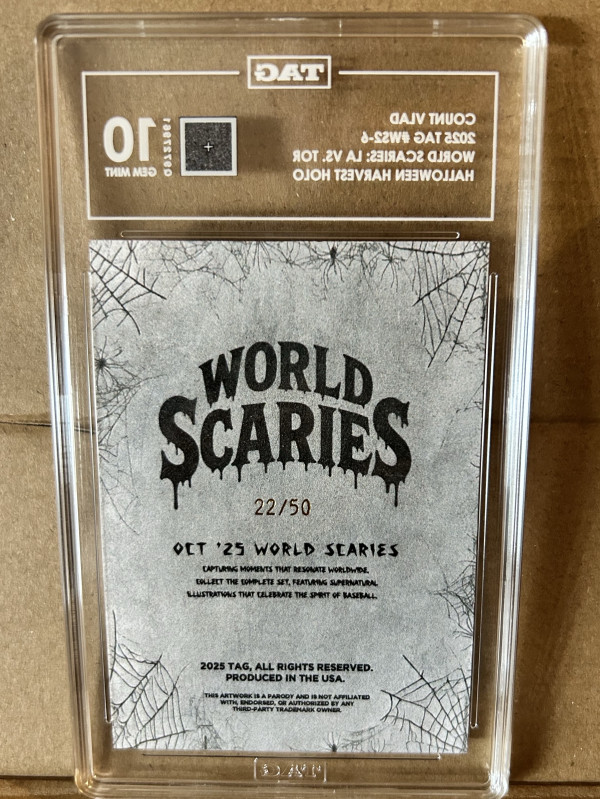 TAG
COUNT VLAD
2025 TAG #WS2-6
WORLD SCARIES: LA VS. TOR
HALLOWEEN HARVEST HOLO
10
GEM MINT
Q9727961
WORLD
SCARIES
22/50
OCT '25 WORLD SCARIES
CAPTURING MOMENTS THAT RESONATE WORLDWIDE.
COLLECT THE COMPLETE SET, FEATURING SUPERNATURAL
ILLUSTRATIONS THAT CELEBRATE THE SPIRIT OF BASEBALL.
2025 TAG, ALL RIGHTS RESERVED.
PRODUCED IN THE USA.
THIS ARTWORK IS A PARODY AND IS NOT AFFILIATED
WITH, ENDORSED, OR AUTHORIZED BY ANY
THIRD-PARTY TRADEMARK OWNER.
TAG